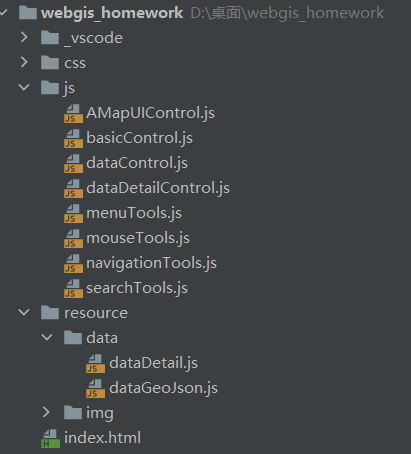 webgis_homework D:\桌面\webgis_homework
_vscode
css
js
AMapUIControl.js
basicControl.js
dataControl.js
dataDetailControl.js
menuTools.js
mouseTools.js
navigationTools.js
searchTools.js
resource
data
dataDetail.js
dataGeoJson.js
img
index.html